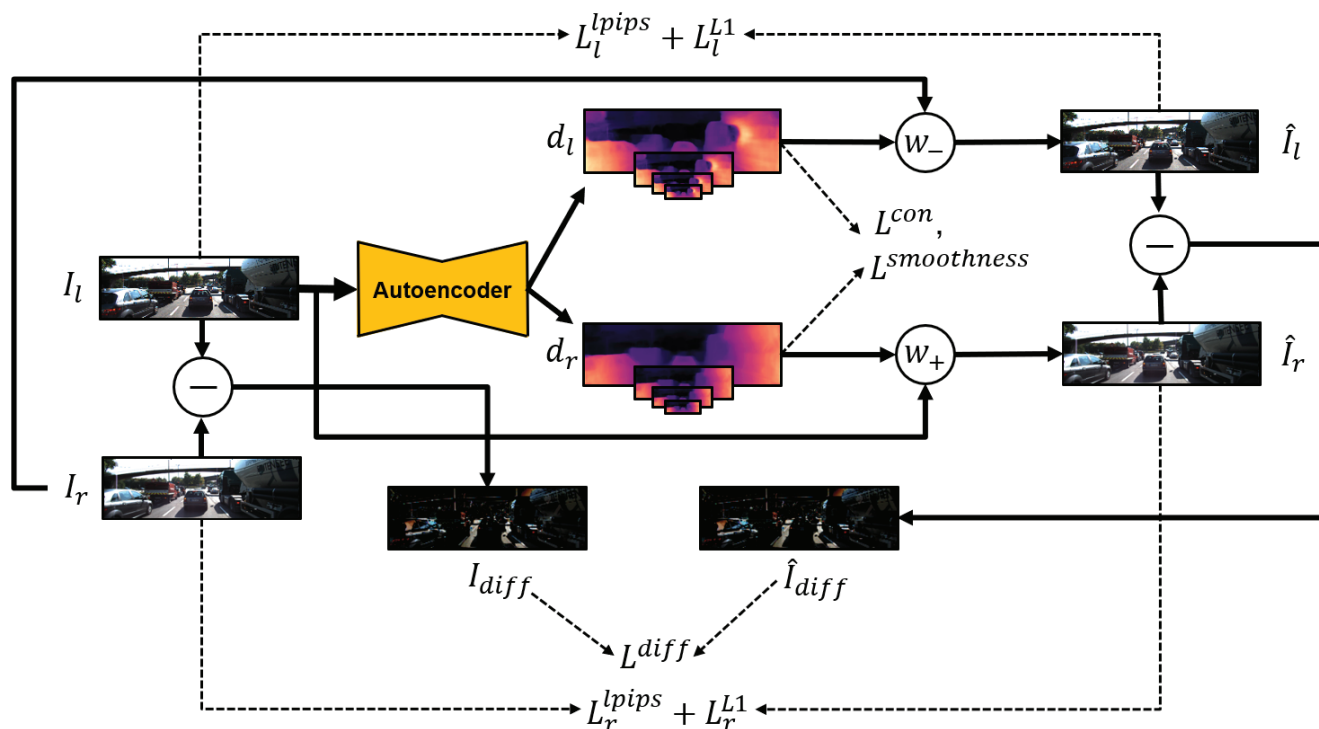 L_l^{lpips} + L_l^{L1}
d_l
w_-
Î_l
L^{con},
L^{smoothness}
−
I_l
Autoencoder
d_r
w_+
Î_r
−
I_r
I_{diff}
Î_{diff}
L^{diff}
L_r^{lpips} + L_r^{L1}